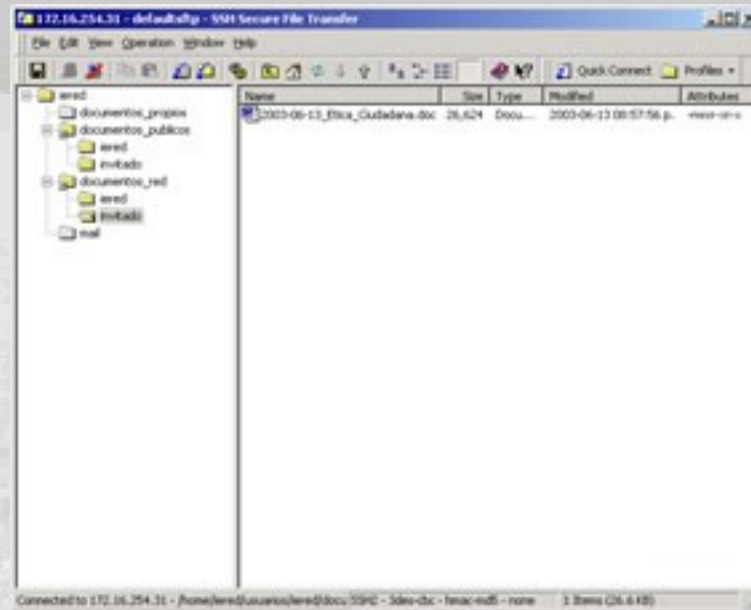 172.16.254.31 - defaultsftp - SSH Secure File Transfer
File Edit View Operation Window Help
Quick Connect Profiles
Name Size Type Modified Attributes
iered
documentos_propios
documentos_publicos
iered
invitado
documentos_red
iered
invitado
mail
2003-06-13_Etica_Ciudadana.doc 26,624 Docu... 2003-06-13 08:57:56 p.
Connected to 172.16.254.31 - /home/iered/usuarios/iered/docu SSH2 - 3des-cbc - hmac-md5 - none 1 Items (26.6 KB)